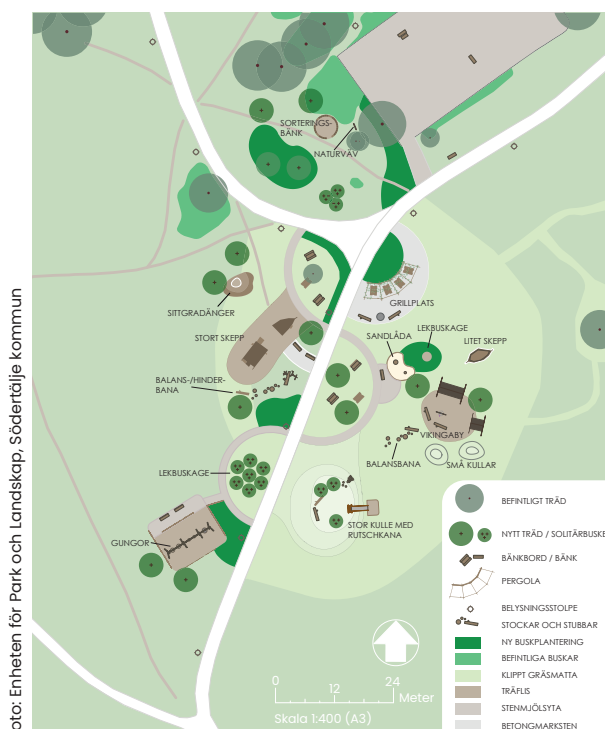 oto: Enheten för Park och Landskap, Södertälje kommun
SORTERINGS-
BÄNK
NATURVÄV
SITTGRADÄNGER
GRILLPLATS
STORT SKEPP
SANDLÅDA
LEKBUSKAGE
LITET SKEPP
BALANS-/HINDER-
BANA
VIKINGABY
BALANSBANA
SMÅ KULLAR
LEKBUSKAGE
STOR KULLE MED
RUTSCHKANA
GUNGOR
BEFINTLIGT TRÄD
NYTT TRÄD / SOLITÄRBUSKE
BÄNKBORD / BÄNK
PERGOLA
BELYSNINGSSTOLPE
STOCKAR OCH STUBBAR
NY BUSKPLANTERING
BEFINTLIGA BUSKAR
KLIPPT GRÄSMATTA
TRÄFLIS
STENMJÖLSYTA
BETONGMARKSTEN
0 12 24
Meter
Skala 1:400 (A3)